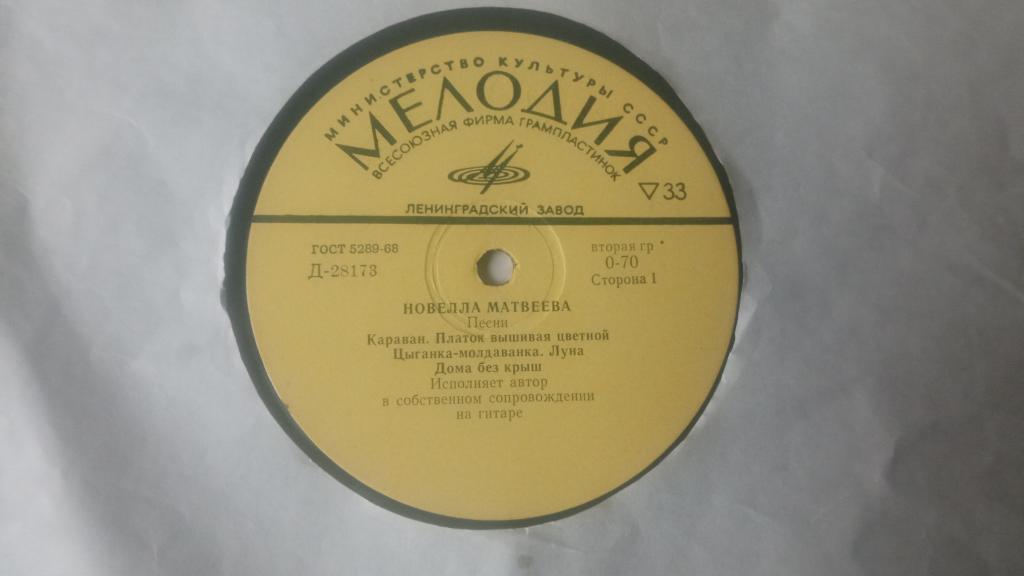 МИНИСТЕРСТВО КУЛЬТУРЫ СССР
МЕЛОДИЯ
ВСЕСОЮЗНАЯ ФИРМА ГРАМПЛАСТИНОК
▽33
ЛЕНИНГРАДСКИЙ ЗАВОД
ГОСТ 5289-68
Д-28173
вторая гр
0-70
Сторона 1
НОВЕЛЛА МАТВЕЕВА
Песни
Караван. Платок вышивая цветной
Цыганка-молдаванка. Луна
Дома без крыш
Исполняет автор
в собственном сопровождении
на гитаре